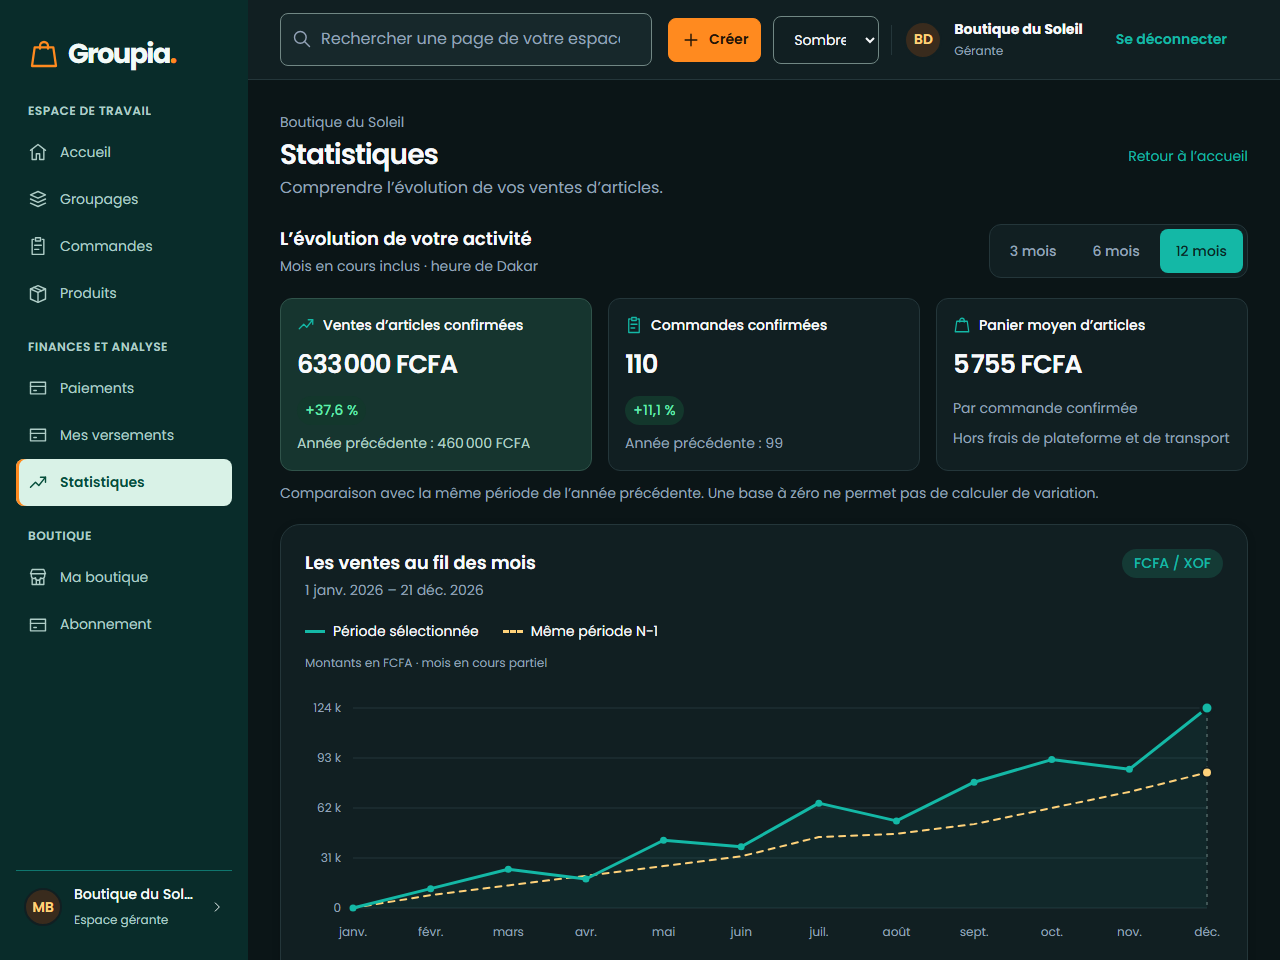 Groupia.
ESPACE DE TRAVAIL
Accueil
Groupages
Commandes
Produits
FINANCES ET ANALYSE
Paiements
Mes versements
Statistiques
BOUTIQUE
Ma boutique
Abonnement
MB
Boutique du Sol...
Espace gérante
Rechercher une page de votre espac
Créer
Sombre
BD
Boutique du Soleil
Gérante
Se déconnecter
Boutique du Soleil
Statistiques
Comprendre l’évolution de vos ventes d’articles.
Retour à l’accueil
L’évolution de votre activité
Mois en cours inclus · heure de Dakar
3 mois 6 mois 12 mois
Ventes d’articles confirmées
633 000 FCFA
+37,6 %
Année précédente : 460 000 FCFA
Commandes confirmées
110
+11,1 %
Année précédente : 99
Panier moyen d’articles
5 755 FCFA
Par commande confirmée
Hors frais de plateforme et de transport
Comparaison avec la même période de l’année précédente. Une base à zéro ne permet pas de calculer de variation.
Les ventes au fil des mois
1 janv. 2026 – 21 déc. 2026
FCFA / XOF
Période sélectionnée Même période N-1
Montants en FCFA · mois en cours partiel
124 k
93 k
62 k
31 k
0
janv. févr. mars avr. mai juin juil. août sept. oct. nov. déc.